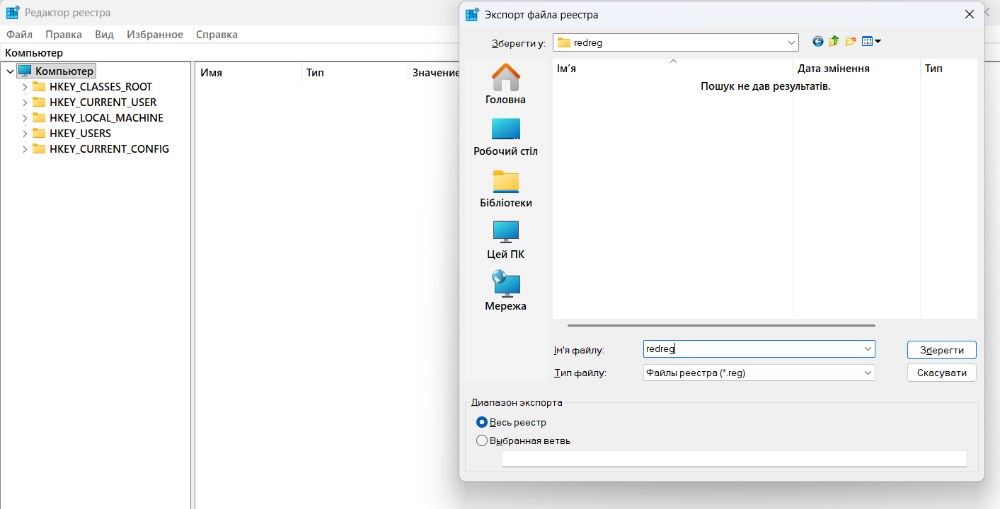 Редактор реестра
Файл Правка Вид Избранное Справка
Компьютер
Компьютер
HKEY_CLASSES_ROOT
HKEY_CURRENT_USER
HKEY_LOCAL_MACHINE
HKEY_USERS
HKEY_CURRENT_CONFIG
Имя Тип Значение
Экспорт файла реестра
Зберегти у: redreg
Головна
Робочий стіл
Бібліотеки
Цей ПК
Мережа
Ім’я Дата змінення Тип
Пошук не дав результатів.
Ім'я файлу: redreg Зберегти
Тип файлу: Файлы реестра (*.reg) Скасувати
Диапазон экспорта
Весь реестр
Выбранная ветвь